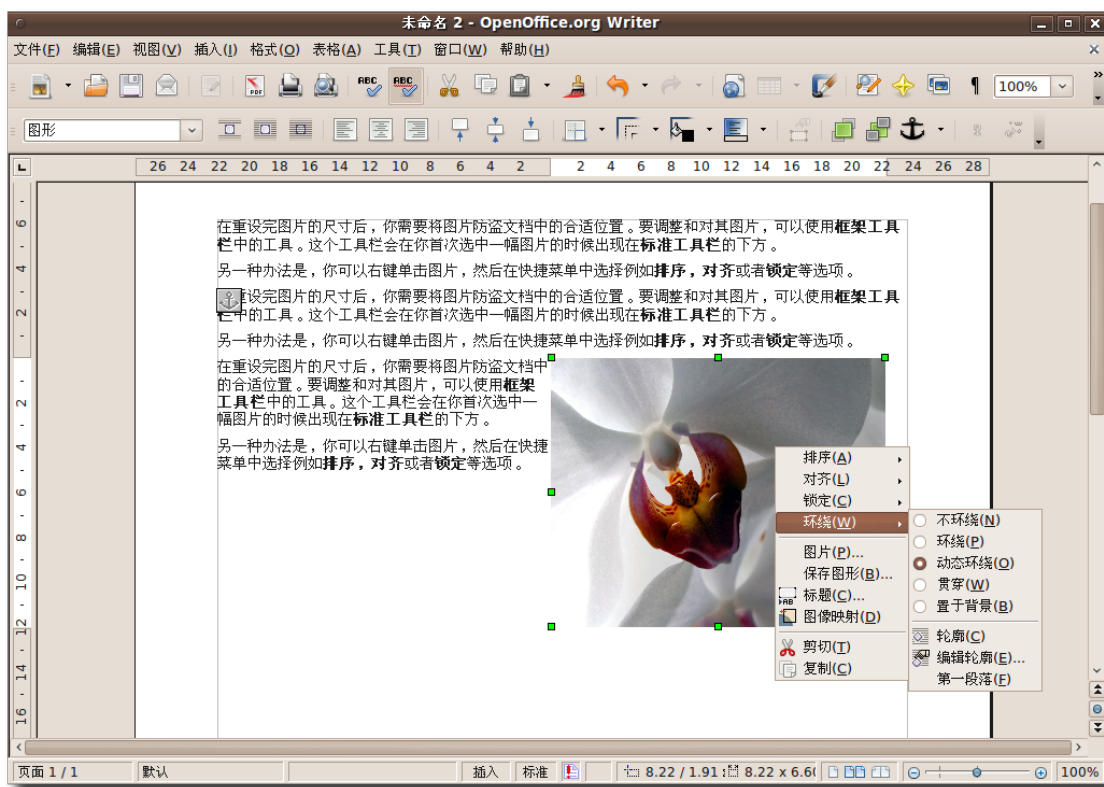 未命名 2 - OpenOffice.org Writer
文件(F) 编辑(E) 视图(V) 插入(I) 格式(O) 表格(A) 工具(T) 窗口(W) 帮助(H)
PDF ABC ABC 100%
图形
26 24 22 20 18 16 14 12 10 8 6 4 2 2 4 6 8 10 12 14 16 18 20 22 24 26 28
6
4
2
2
4
6
8
10
12
14
16
在重设完图片的尺寸后，你需要将图片防盗文档中的合适位置。要调整和对其图片，可以使用框架工具
栏中的工具。这个工具栏会在你首次选中一幅图片的时候出现在标准工具栏的下方。
另一种办法是，你可以右键单击图片，然后在快捷菜单中选择例如排序，对齐或者锁定等选项。
重设完图片的尺寸后，你需要将图片防盗文档中的合适位置。要调整和对其图片，可以使用框架工具
栏中的工具。这个工具栏会在你首次选中一幅图片的时候出现在标准工具栏的下方。
另一种办法是，你可以右键单击图片，然后在快捷菜单中选择例如排序，对齐或者锁定等选项。
在重设完图片的尺寸后，你需要将图片防盗文档中
的合适位置。要调整和对其图片，可以使用框架
工具栏中的工具。这个工具栏会在你首次选中一
幅图片的时候出现在标准工具栏的下方。
另一种办法是，你可以右键单击图片，然后在快捷
菜单中选择例如排序，对齐或者锁定等选项。
排序(A)
对齐(L)
锁定(C)
环绕(W)
图片(P)...
保存图形(B)...
标题(C)...
图像映射(D)
剪切(T)
复制(C)
不环绕(N)
环绕(P)
动态环绕(O)
贯穿(W)
置于背景(B)
轮廓(C)
编辑轮廓(E)...
第一段落(F)
页面 1 / 1 默认 插入 标准 8.22 / 1.91 8.22 x 6.6 100%